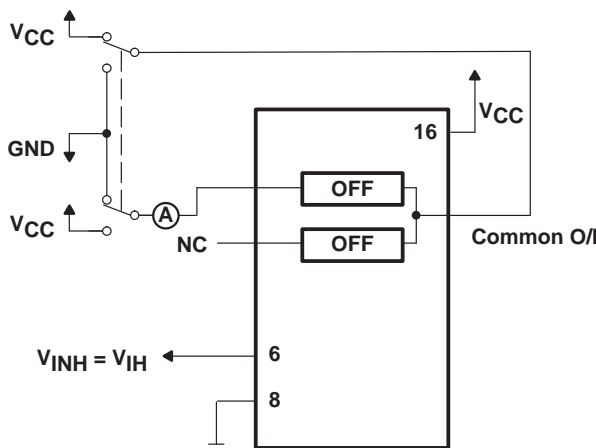 VCC
VCC
16
GND
OFF
A
VCC
NC
OFF
Common O/I
VINH = VIH
6
8